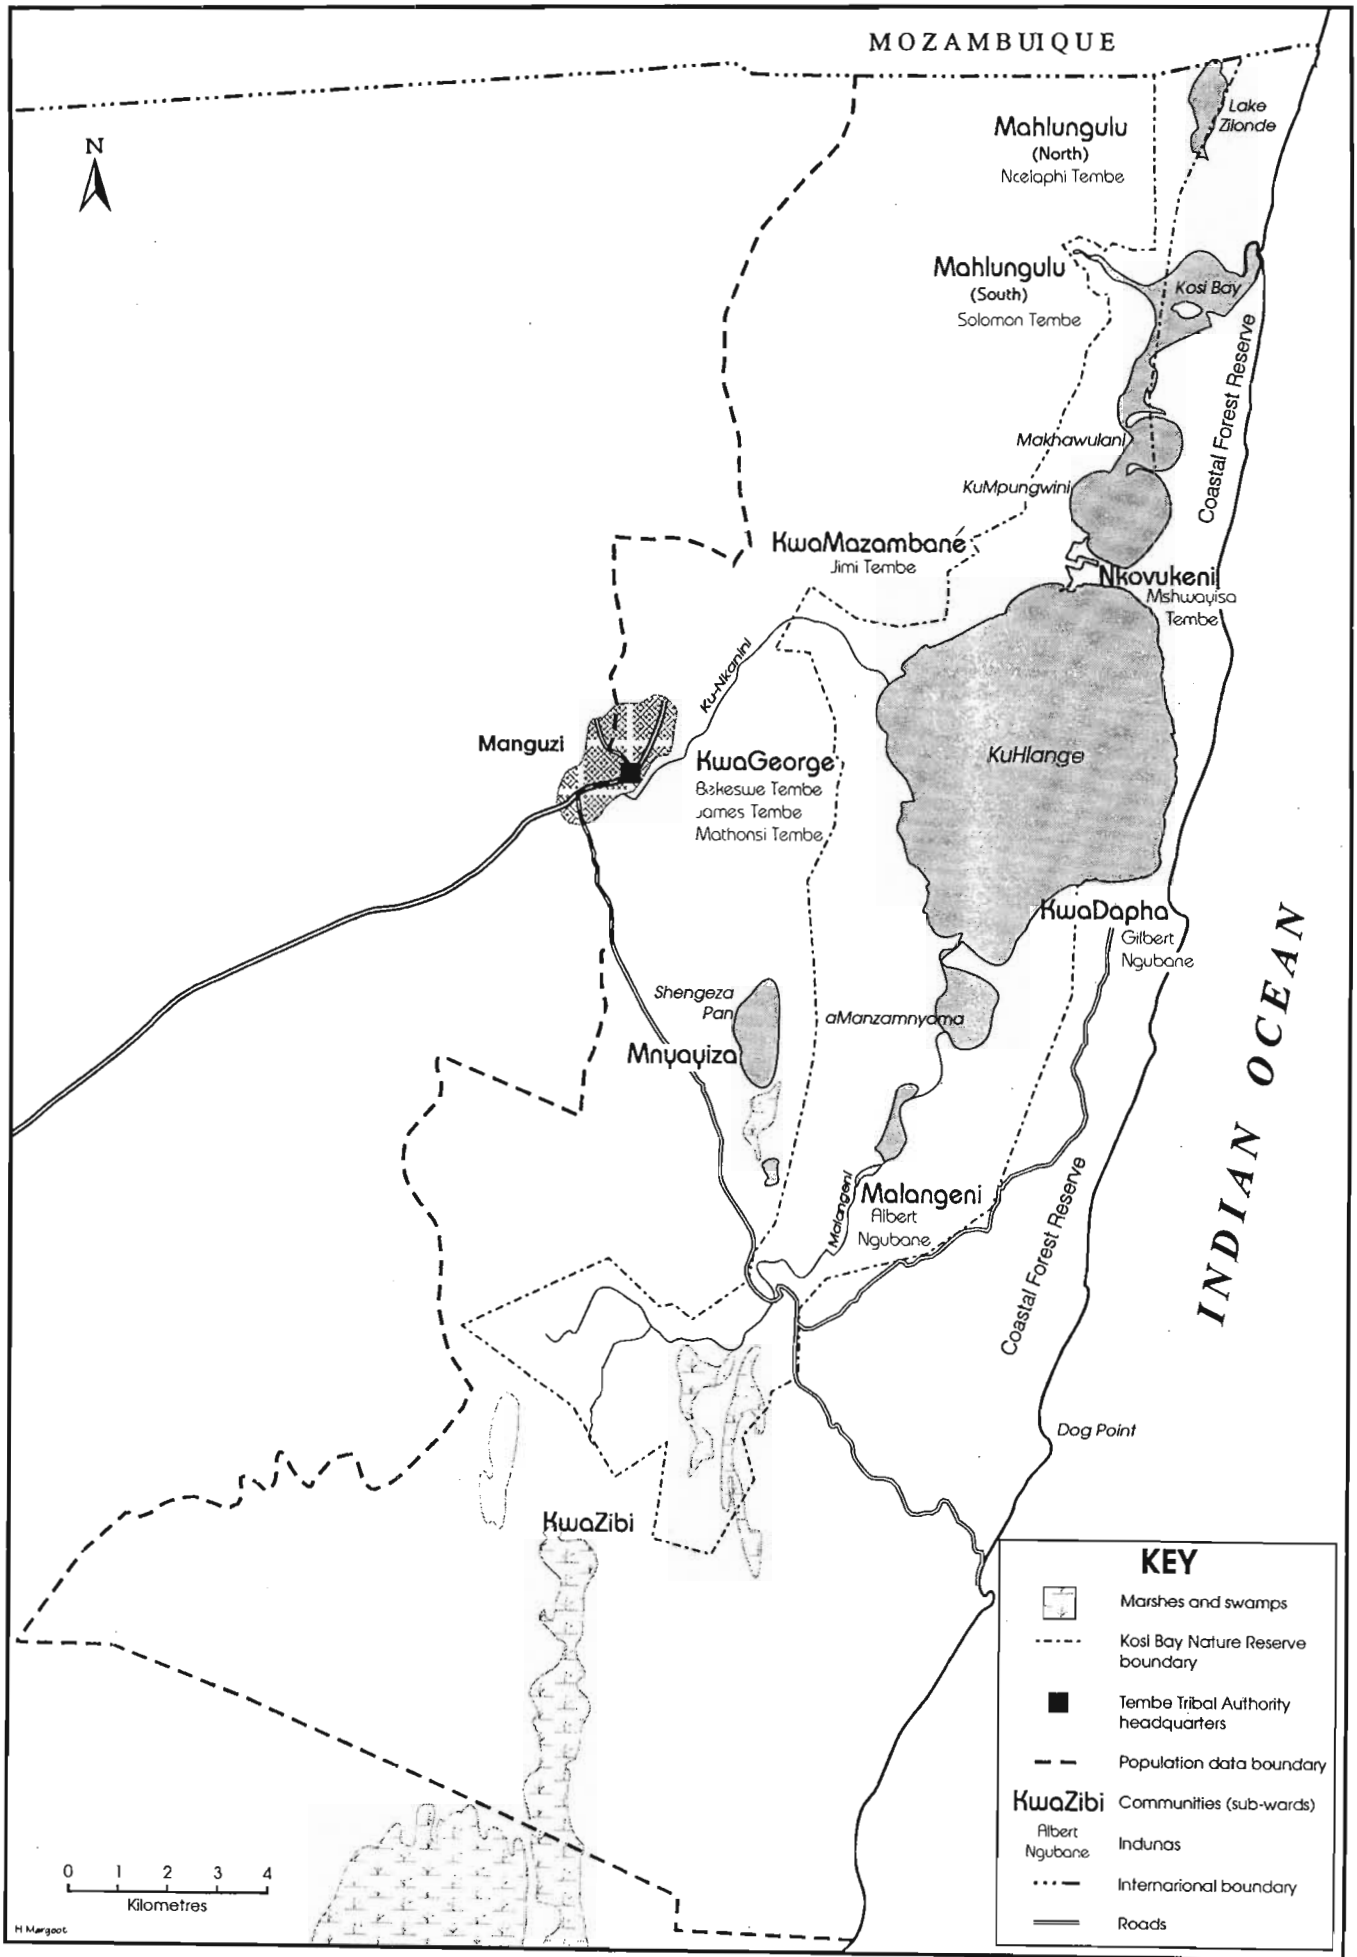 MOZAMBUIQUE
N
Lake
Zilonde
Mahlungulu
(North)
Ncelaphi Tembe
Mahlungulu
(South)
Solomon Tembe
Kosi Bay
Coastal Forest Reserve
Makhawulani
KuMpungwini
KwaMazambane
Jimi Tembe
Nkovukeni
Mshwayisa
Tembe
Ku-Nkanini
Manguzi
KwaGeorge
Bekeswe Tembe
James Tembe
Mathonsi Tembe
KuHlange
KwaDapha
Gilbert
Ngubane
INDIAN OCEAN
Shengeza
Pan
aManzamnyama
Mnyayiza
Malangeni
Malangeni
Albert
Ngubane
Coastal Forest Reserve
Dog Point
KwaZibi
KEY
Marshes and swamps
Kosi Bay Nature Reserve
boundary
Tembe Tribal Authority
headquarters
Population data boundary
KwaZibi Communities (sub-wards)
Albert
Ngubane
Indunas
Internarional boundary
Roads
0 1 2 3 4
Kilometres
H Margoot